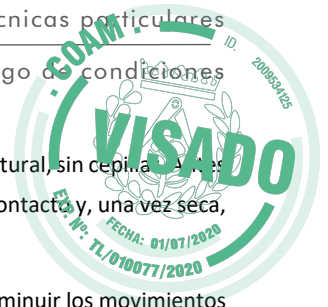 cnicas particulares
go de condiciones
tural, sin cepillar
ontacto y, una vez seca,
minuir los movimientos
·COAM·
ID. 2009534125
VISADO
EXP. Nº: TL/010077/2020
FECHA: 01/07/2020